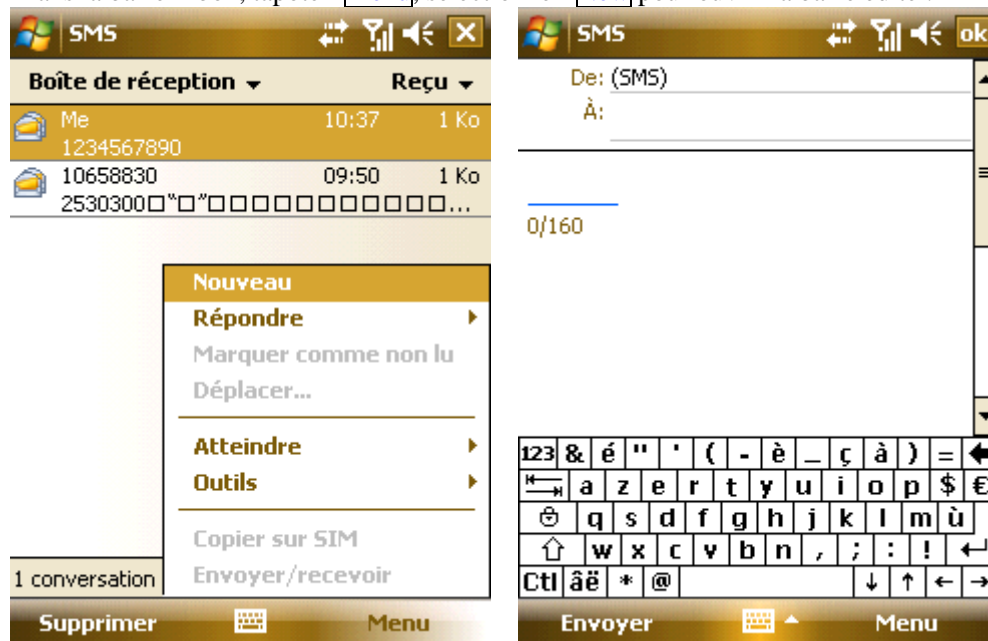 SMS
Boîte de réception Reçu
Me 10:37 1 Ko
1234567890
10658830 09:50 1 Ko
2530300□"□"□□□□□□□□□□□...
Nouveau
Répondre
Marquer comme non lu
Déplacer...
Atteindre
Outils
Copier sur SIM
Envoyer/recevoir
1 conversation
Supprimer Menu
SMS ok
De: (SMS)
À:
0/160
123 & é " ' ( - è _ ç à ) =
a z e r t y u i o p $ €
q s d f g h j k l m ù
w x c v b n , ; : !
Ctl âë * @ ↓ ↑ ← →
Envoyer Menu